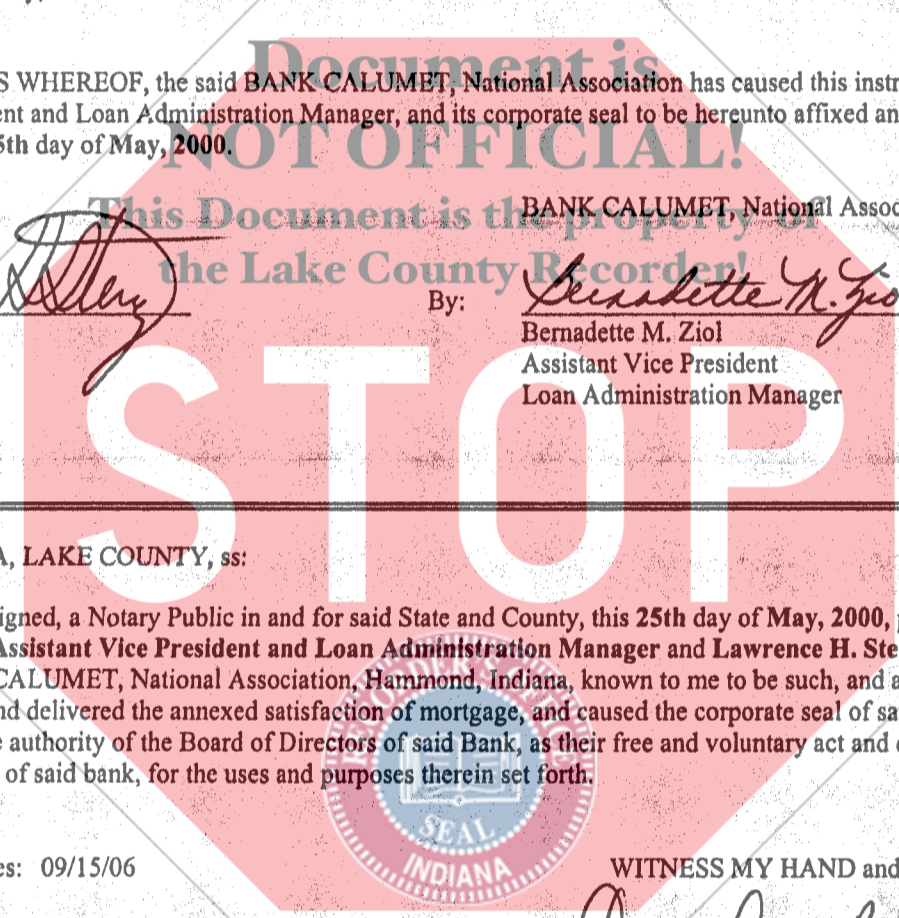 Document is
S WHEREOF, the said BANK CALUMET, National Association has caused this instr
ent and Loan Administration Manager, and its corporate seal to be hereunto affixed an
5th day of May, 2000.
NOT OFFICIAL!
This Document is the property of
BANK CALUMET, National Assoc
the Lake County Recorder!
By: Bernadette M. Zio
Bernadette M. Ziol
Assistant Vice President
Loan Administration Manager
STOP
A, LAKE COUNTY, ss:
igned, a Notary Public in and for said State and County, this 25th day of May, 2000, p
Assistant Vice President and Loan Administration Manager and Lawrence H. Ste
CALUMET, National Association, Hammond, Indiana, known to me to be such, and a
nd delivered the annexed satisfaction of mortgage, and caused the corporate seal of sa
e authority of the Board of Directors of said Bank, as their free and voluntary act and
of said bank, for the uses and purposes therein set forth.
RECORDER'S OFFICE
SEAL
INDIANA
es: 09/15/06
WITNESS MY HAND and